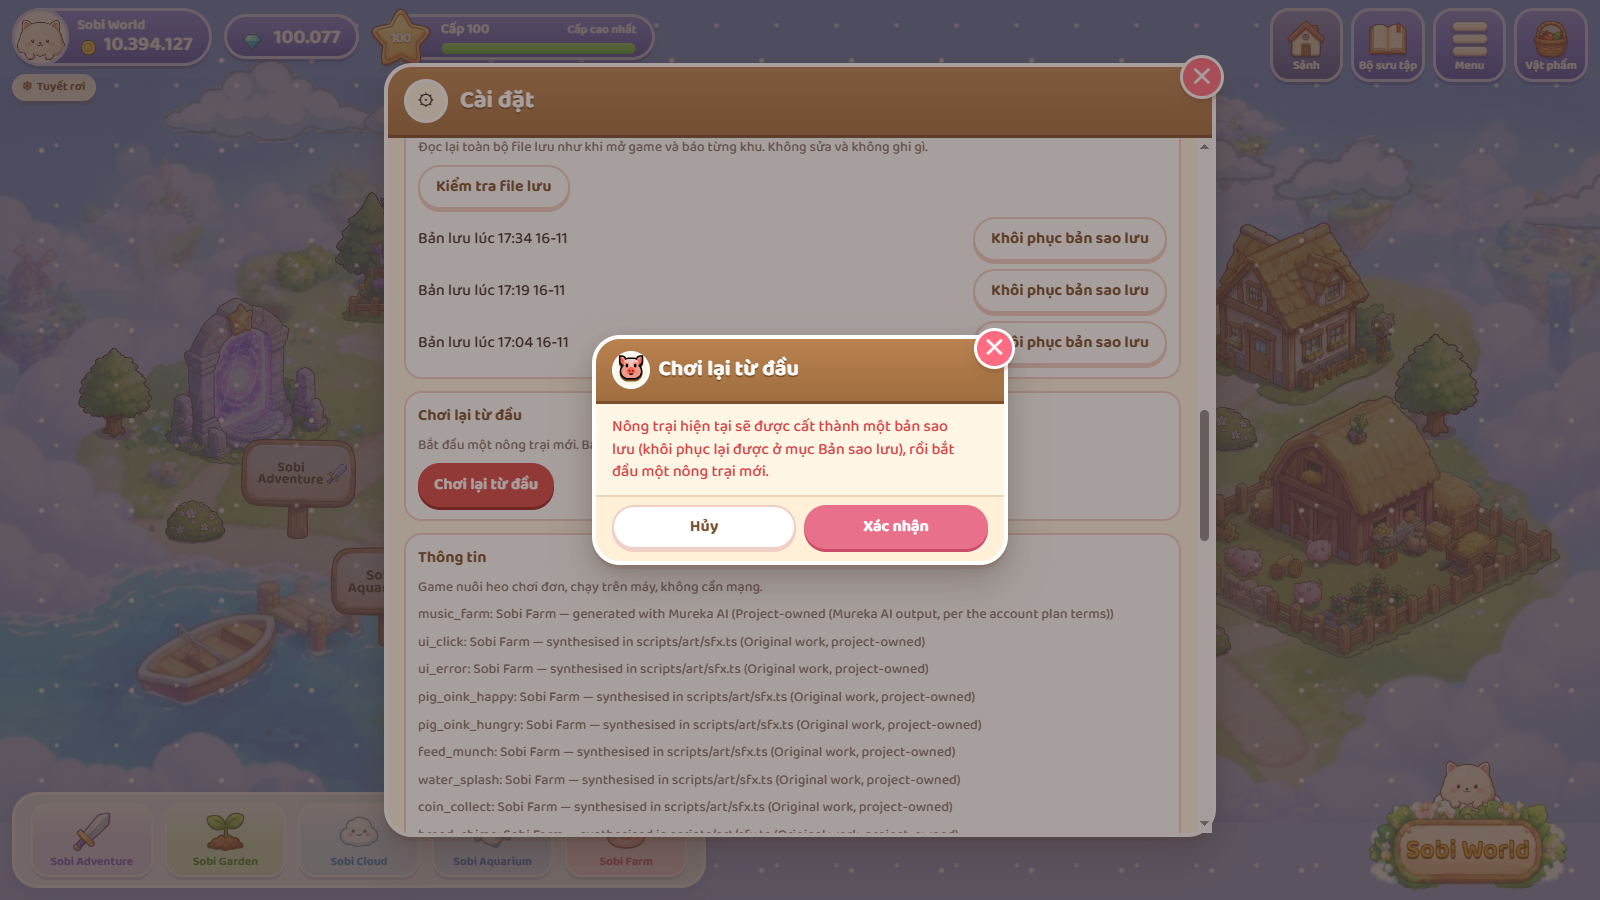 Sobi World
10.394.127
100.077
100
Cấp 100
Cấp cao nhất
Sảnh
Bộ sưu tập
Menu
Vật phẩm
Tuyết rơi
Cài đặt
Đọc lại toàn bộ file lưu như khi mở game và báo từng khu. Không sửa và không ghi gì.
Kiểm tra file lưu
Bản lưu lúc 17:34 16-11
Khôi phục bản sao lưu
Bản lưu lúc 17:19 16-11
Khôi phục bản sao lưu
Bản lưu lúc 17:04 16-11
phục bản sao lưu
Chơi lại từ đầu
Nông trại hiện tại sẽ được cất thành một bản sao
lưu (khôi phục lại được ở mục Bản sao lưu), rồi bắt
đầu một nông trại mới.
Hủy
Xác nhận
Chơi lại từ đầu
Bắt đầu một nông trại mới.
Chơi lại từ đầu
Thông tin
Game nuôi heo chơi đơn, chạy trên máy, không cần mạng.
music_farm: Sobi Farm — generated with Mureka AI (Project-owned (Mureka AI output, per the account plan terms))
ui_click: Sobi Farm — synthesised in scripts/art/sfx.ts (Original work, project-owned)
ui_error: Sobi Farm — synthesised in scripts/art/sfx.ts (Original work, project-owned)
pig_oink_happy: Sobi Farm — synthesised in scripts/art/sfx.ts (Original work, project-owned)
pig_oink_hungry: Sobi Farm — synthesised in scripts/art/sfx.ts (Original work, project-owned)
feed_munch: Sobi Farm — synthesised in scripts/art/sfx.ts (Original work, project-owned)
water_splash: Sobi Farm — synthesised in scripts/art/sfx.ts (Original work, project-owned)
coin_collect: Sobi Farm — synthesised in scripts/art/sfx.ts (Original work, project-owned)
Sobi
Adventure
Sobi Adventure
Sobi Garden
Sobi Cloud
Sobi Aquarium
Sobi Farm
Sobi World